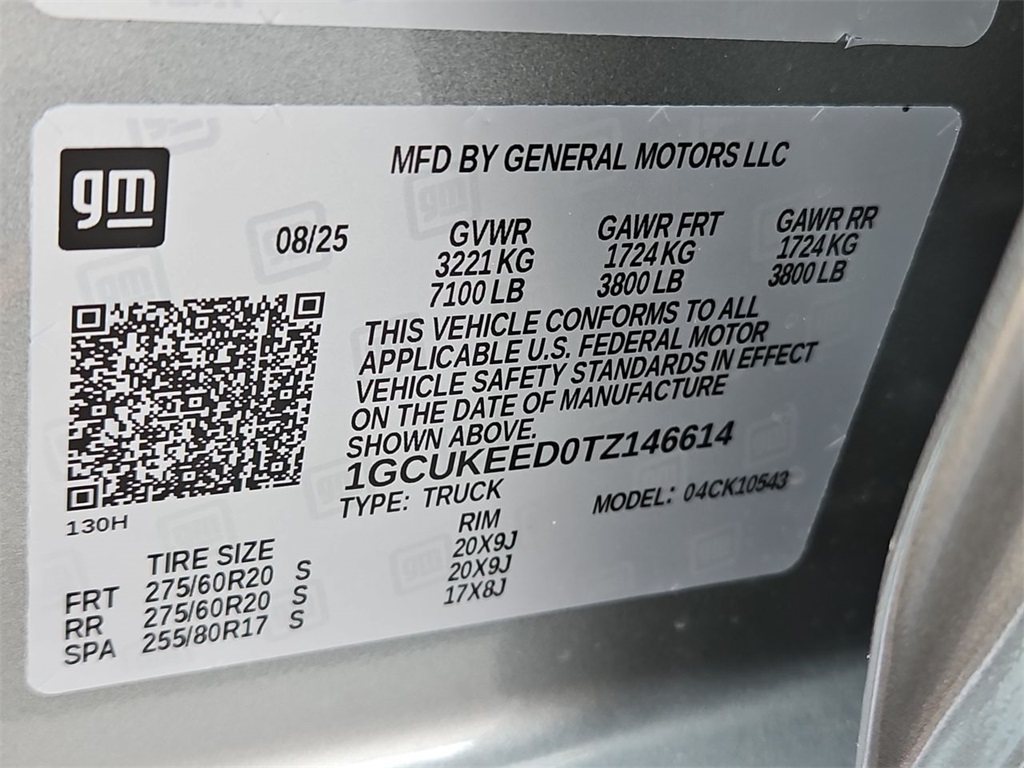 gm
MFD BY GENERAL MOTORS LLC
08/25
GVWR GAWR FRT GAWR RR
3221 KG 1724 KG 1724 KG
7100 LB 3800 LB 3800 LB
THIS VEHICLE CONFORMS TO ALL
APPLICABLE U.S. FEDERAL MOTOR
VEHICLE SAFETY STANDARDS IN EFFECT
ON THE DATE OF MANUFACTURE
SHOWN ABOVE.
1GCUKEED0TZ146614
TYPE: TRUCK MODEL: 04CK10543
130H
TIRE SIZE RIM
FRT 275/60R20 S 20X9J
RR 275/60R20 S 20X9J
SPA 255/80R17 S 17X8J